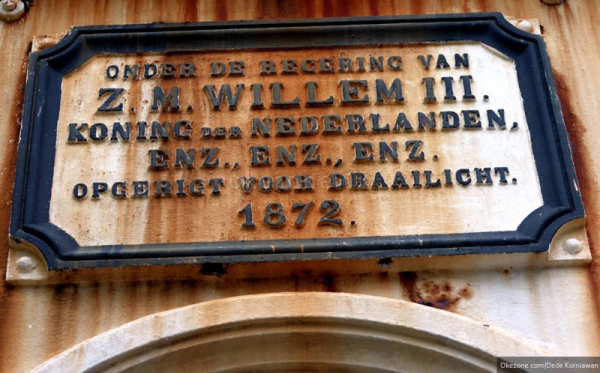 ONDER DE REGERING VAN
Z. M. WILLEM III.
KONING DER NEDERLANDEN,
ENZ., ENZ., ENZ.
OPGERIGT VOOR DRAAILICHT.
1872.
Okezone.com/Dede Kurniawan